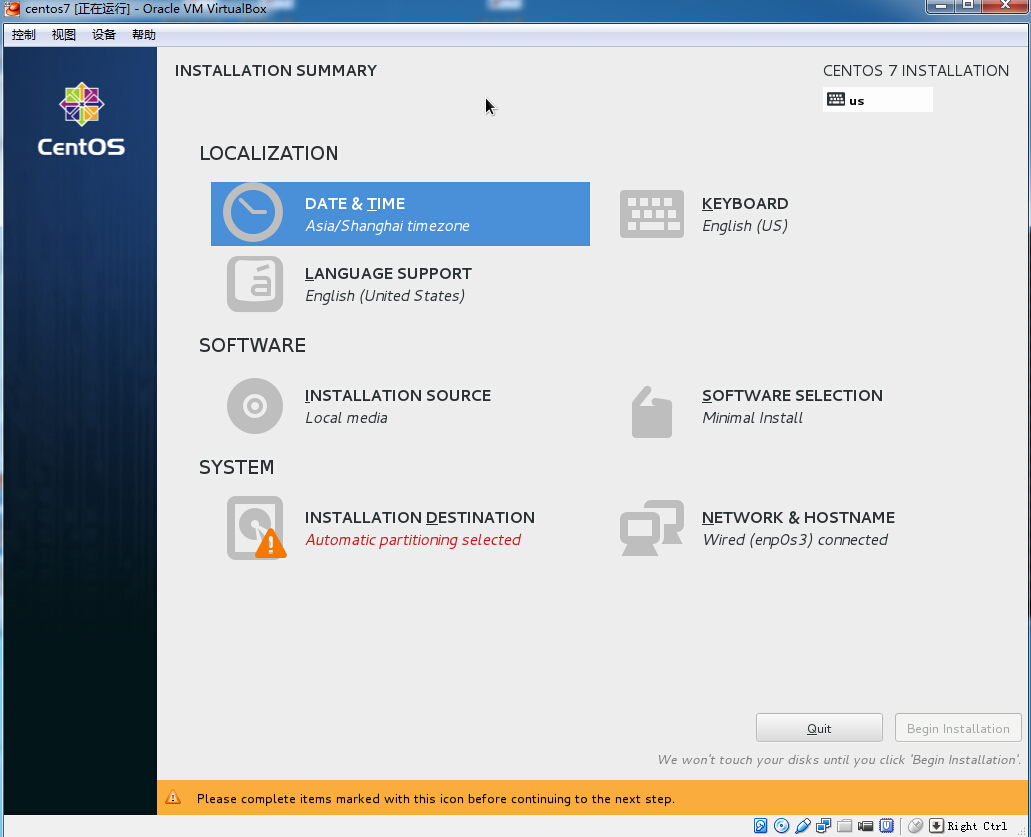 centos7 [正在运行] - Oracle VM VirtualBox
控制 视图 设备 帮助
INSTALLATION SUMMARY
CENTOS 7 INSTALLATION
us
CentOS
LOCALIZATION
DATE & TIME
Asia/Shanghai timezone
KEYBOARD
English (US)
LANGUAGE SUPPORT
English (United States)
SOFTWARE
INSTALLATION SOURCE
Local media
SOFTWARE SELECTION
Minimal Install
SYSTEM
INSTALLATION DESTINATION
Automatic partitioning selected
NETWORK & HOSTNAME
Wired (enp0s3) connected
Quit
Begin Installation
We won't touch your disks until you click 'Begin Installation'.
Please complete items marked with this icon before continuing to the next step.
Right Ctrl